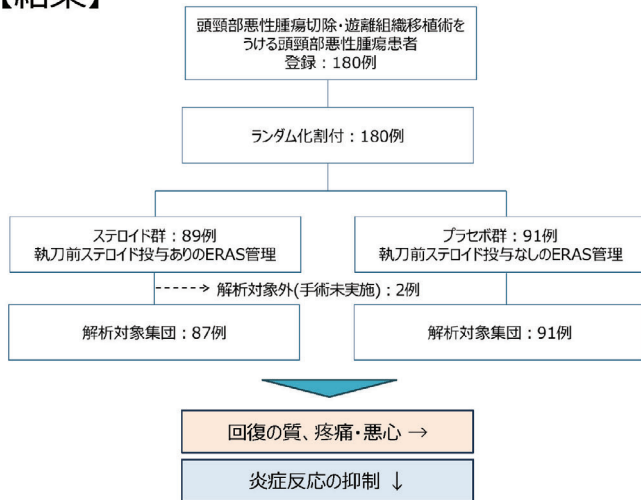 【結果】
頭頸部悪性腫瘍切除・遊離組織移植術を
うける頭頸部悪性腫瘍患者
登録：180例
ランダム化割付：180例
ステロイド群：89例
執刀前ステロイド投与ありのERAS管理
プラセボ群：91例
執刀前ステロイド投与なしのERAS管理
解析対象外(手術未実施)：2例
解析対象集団：87例
解析対象集団：91例
回復の質、疼痛・悪心 →
炎症反応の抑制 ↓